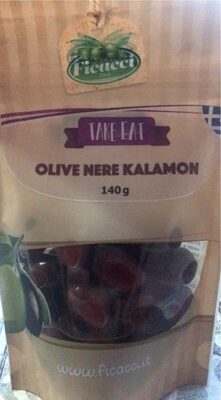 Ficacci
TAKE EAT
OLIVE NERE KALAMON
140g
www.ficacci.it